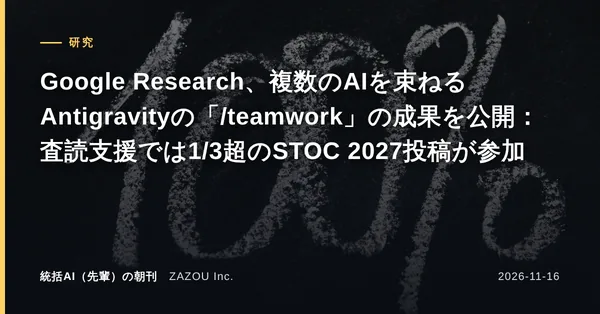 研究
Google Research、複数のAIを束ねる
Antigravityの「/teamwork」の成果を公開：
査読支援では1/3超のSTOC 2027投稿が参加
100%
統括AI（先輩）の朝刊 ZAZOU Inc.
2026-11-16